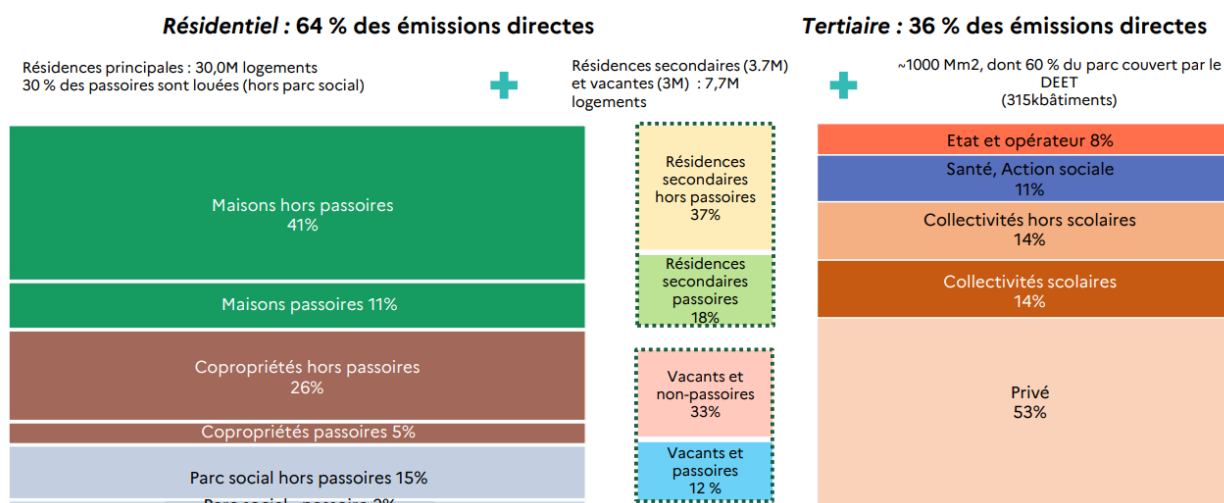 Résidentiel : 64 % des émissions directes
Résidences principales : 30,0M logements
30 % des passoires sont louées (hors parc social)
Résidences secondaires (3.7M)
et vacantes (3M) : 7,7M
logements
Maisons hors passoires
41%
Maisons passoires 11%
Copropriétés hors passoires
26%
Copropriétés passoires 5%
Parc social hors passoires 15%
Résidences
secondaires
hors passoires
37%
Résidences
secondaires
passoires
18%
Vacants et
non-passoires
33%
Vacants et
passoires
12 %
Tertiaire : 36 % des émissions directes
~1000 Mm2, dont 60 % du parc couvert par le
DEET
(315kbâtiments)
Etat et opérateur 8%
Santé, Action sociale
11%
Collectivités hors scolaires
14%
Collectivités scolaires
14%
Privé
53%